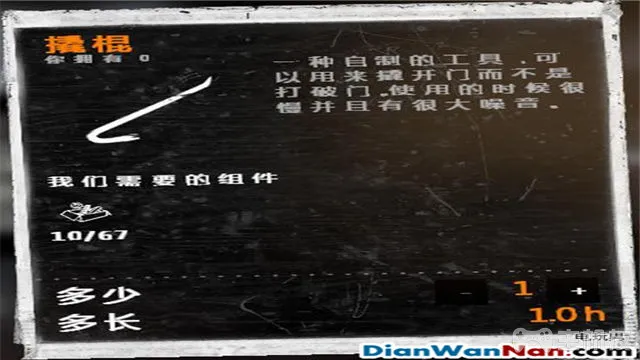 撬棍
你拥有 0
一种自制的工具,可
以用来撬开门而不是
打破门.使用的时候很
慢并且有很大噪音.
我们需要的组件
10/67
多少
- 1 +
多长
1.0 h
DianWanNan.com